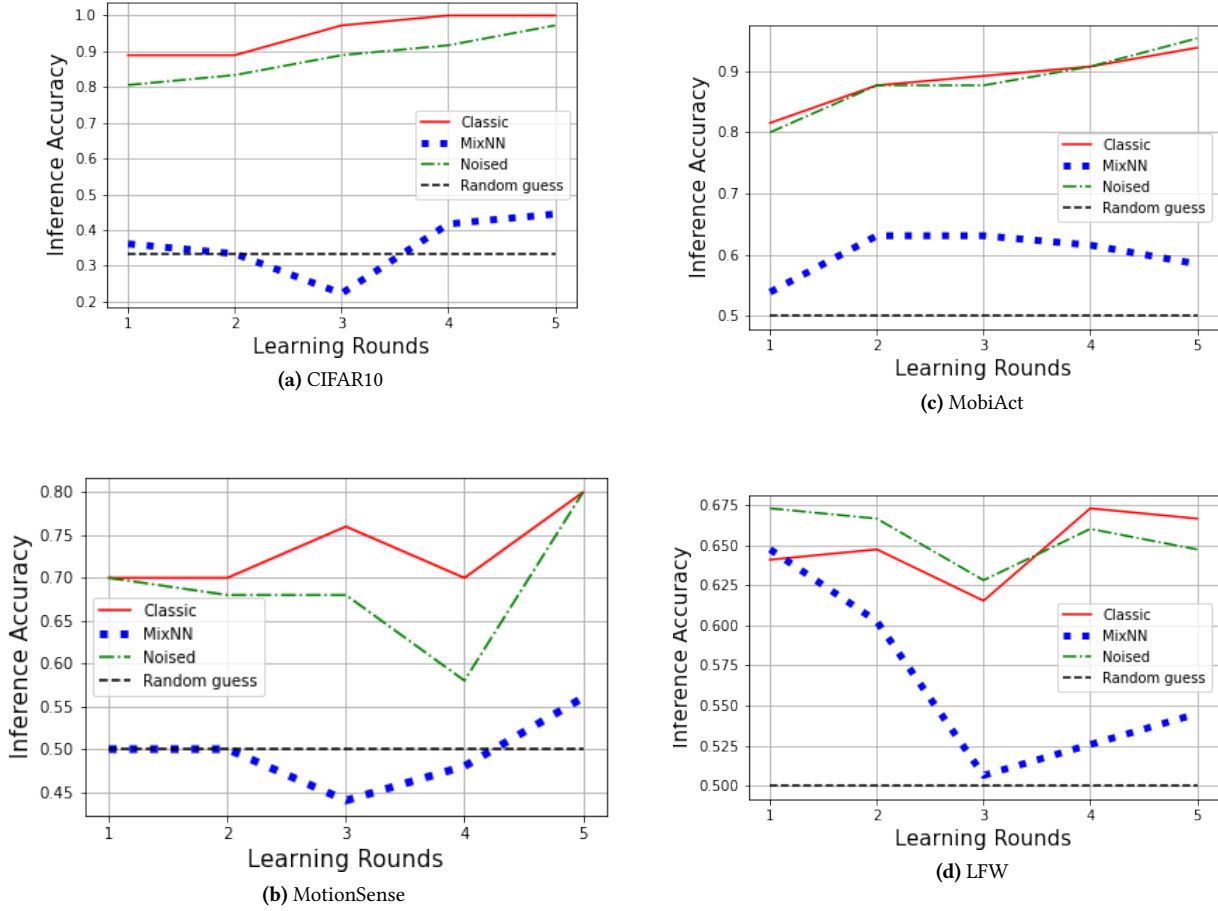 1.0
0.9
0.8
0.7
0.6
0.5
0.4
0.3
0.2
Inference Accuracy
Classic
MixNN
Noised
Random guess
1 2 3 4 5
Learning Rounds
(a) CIFAR10
0.9
0.8
0.7
0.6
0.5
Inference Accuracy
Classic
MixNN
Noised
Random guess
1 2 3 4 5
Learning Rounds
(c) MobiAct
0.80
0.75
0.70
0.65
0.60
0.55
0.50
0.45
Inference Accuracy
Classic
MixNN
Noised
Random guess
1 2 3 4 5
Learning Rounds
(b) MotionSense
0.675
0.650
0.625
0.600
0.575
0.550
0.525
0.500
Inference Accuracy
Classic
MixNN
Noised
Random guess
1 2 3 4 5
Learning Rounds
(d) LFW